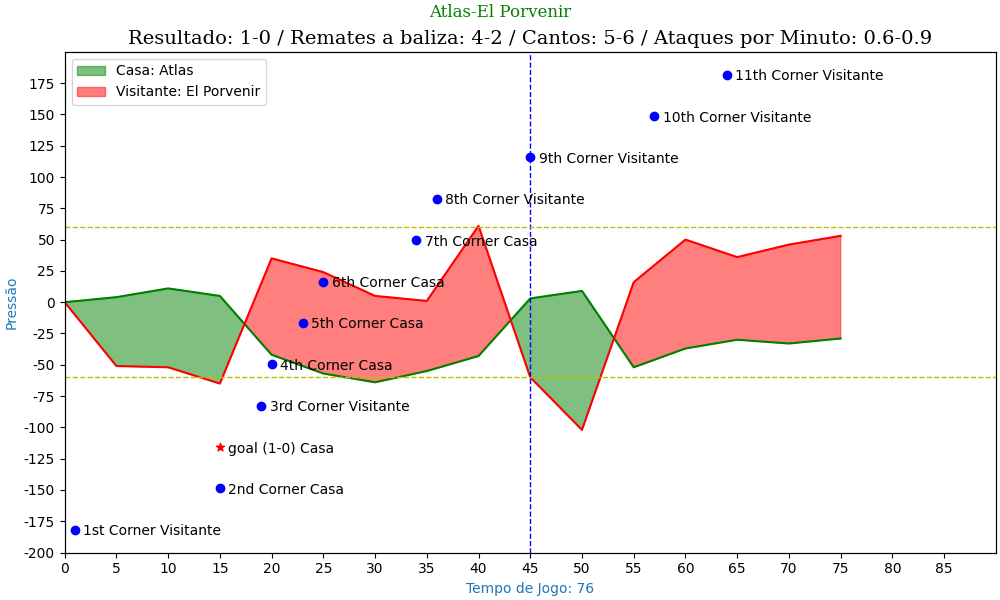 Atlas-El Porvenir
Resultado: 1-0 / Remates a baliza: 4-2 / Cantos: 5-6 / Ataques por Minuto: 0.6-0.9
Casa: Atlas
Visitante: El Porvenir
11th Corner Visitante
10th Corner Visitante
9th Corner Visitante
8th Corner Visitante
7th Corner Casa
6th Corner Casa
5th Corner Casa
4th Corner Casa
3rd Corner Visitante
goal (1-0) Casa
2nd Corner Casa
1st Corner Visitante
Pressão
175
150
125
100
75
50
25
0
-25
-50
-75
-100
-125
-150
-175
-200
0 5 10 15 20 25 30 35 40 45 50 55 60 65 70 75 80 85
Tempo de Jogo: 76